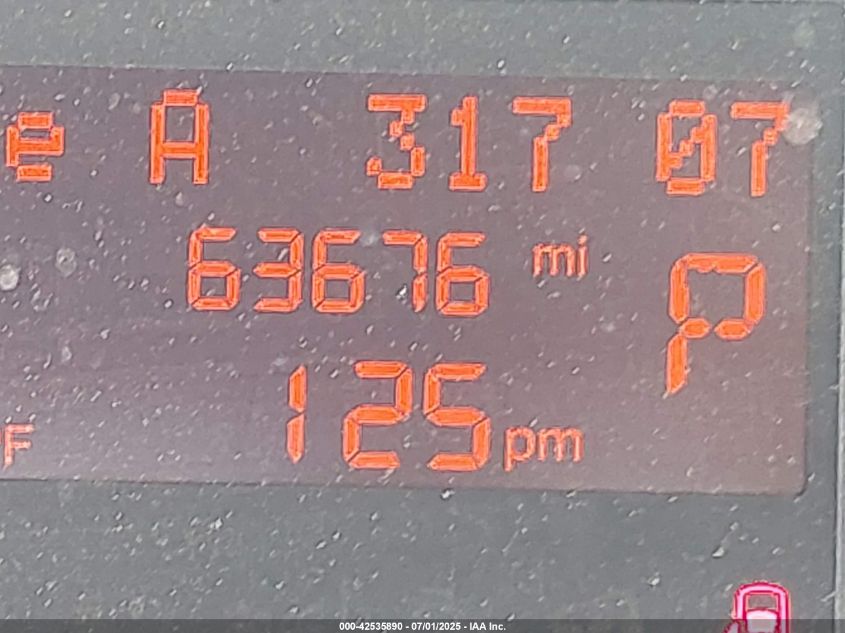 e A 317 07
63676 mi
P
125 pm
°F
000-42535890 - 07/01/2025 - IAA Inc.